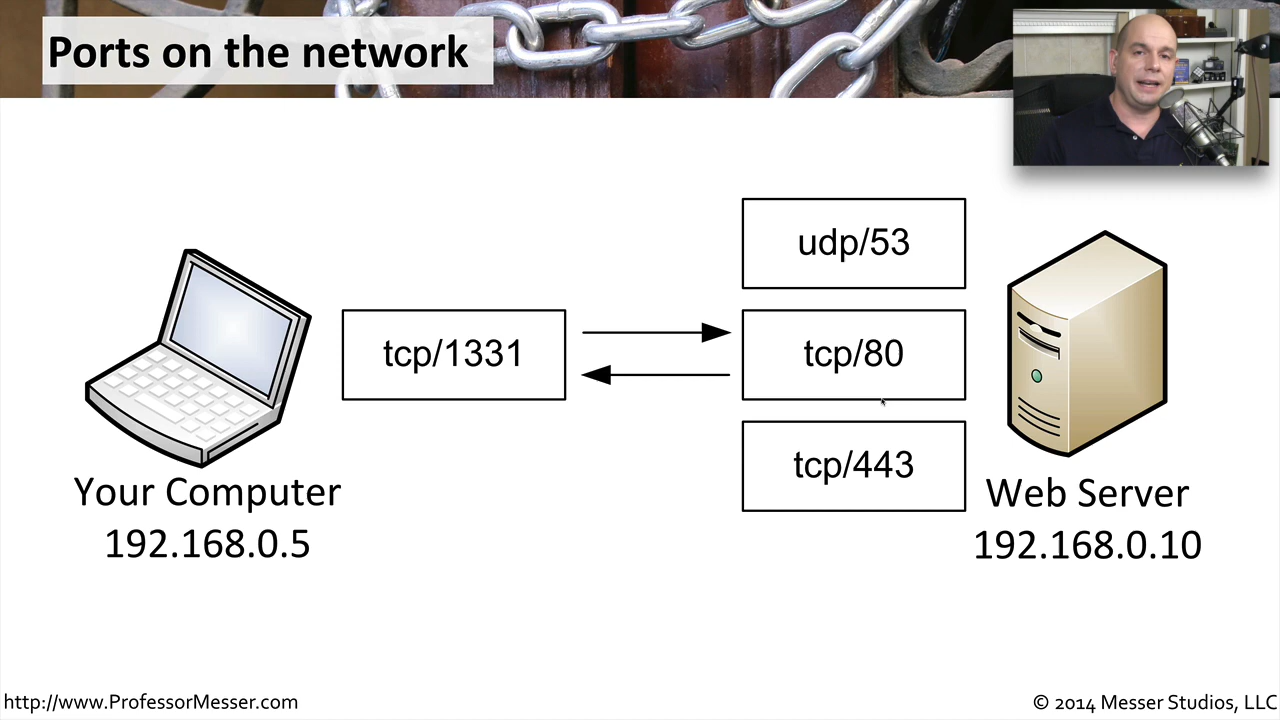 Ports on the network
udp/53
tcp/1331
tcp/80
tcp/443
Your Computer
192.168.0.5
Web Server
192.168.0.10
http://www.ProfessorMesser.com
© 2014 Messer Studios, LLC